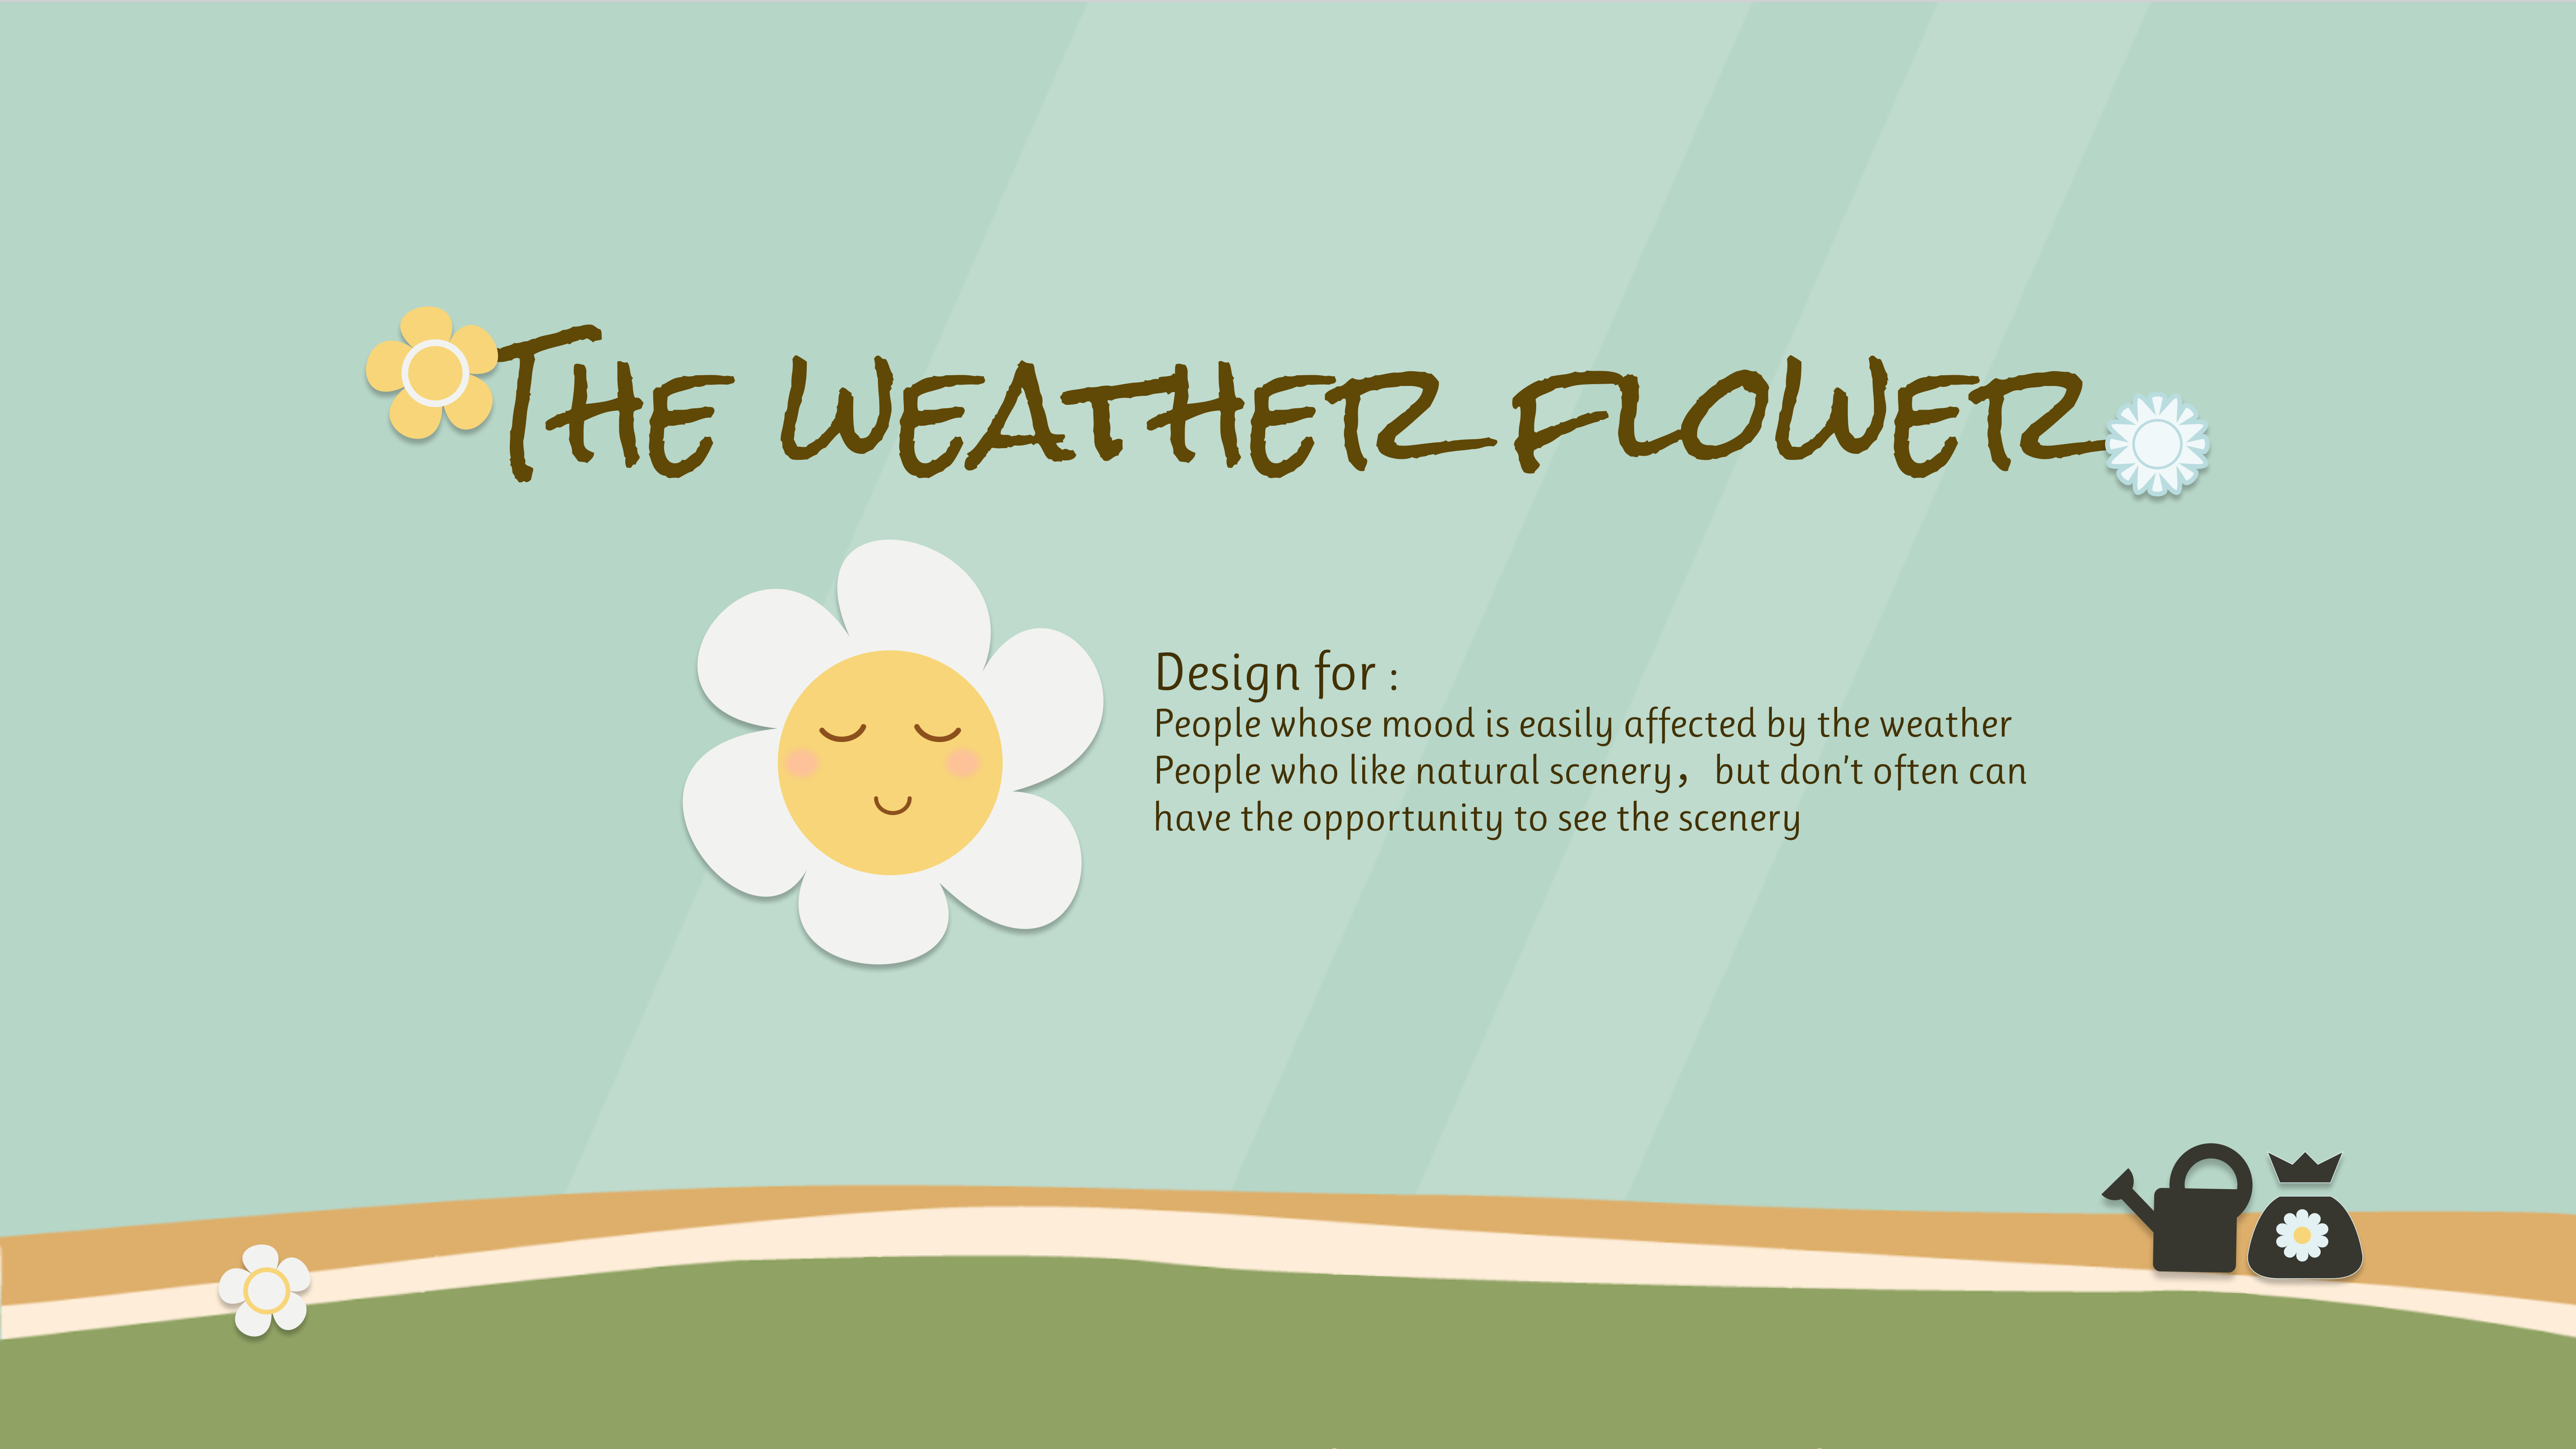 The weather flower
Design for :
People whose mood is easily affected by the weather
People who like natural scenery，but don't often can
have the opportunity to see the scenery